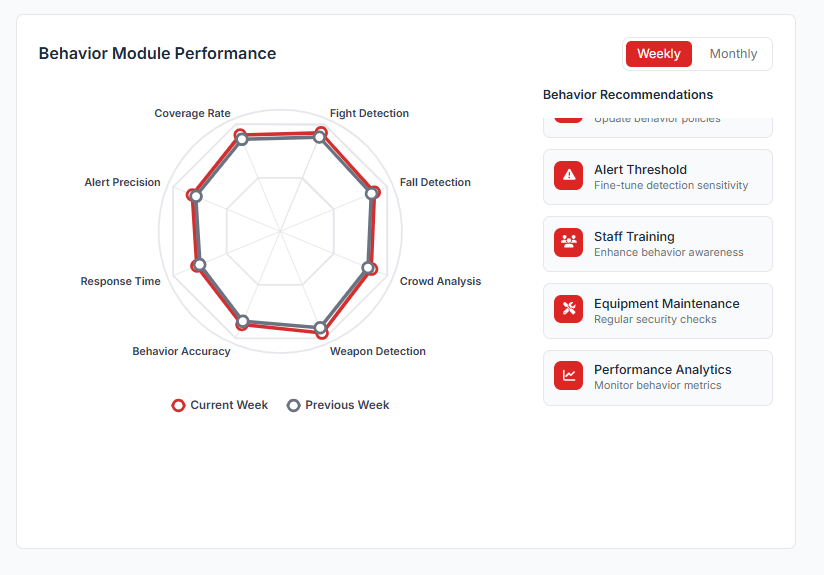 Behavior Module Performance
Weekly
Monthly
Coverage Rate
Fight Detection
Alert Precision
Fall Detection
Response Time
Crowd Analysis
Behavior Accuracy
Weapon Detection
Current Week
Previous Week
Behavior Recommendations
Update behavior policies
Alert Threshold
Fine-tune detection sensitivity
Staff Training
Enhance behavior awareness
Equipment Maintenance
Regular security checks
Performance Analytics
Monitor behavior metrics